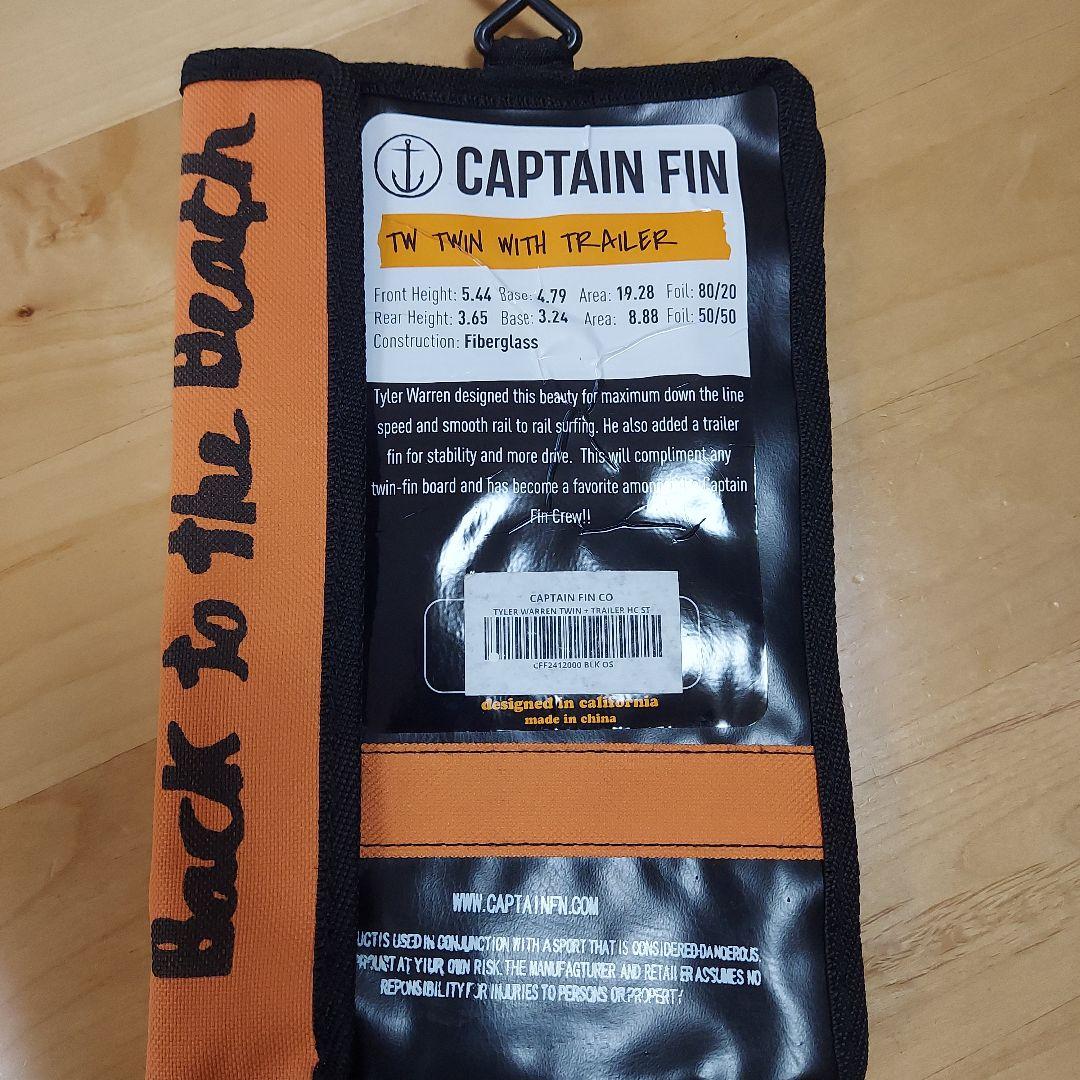 Back To The Beach
CAPTAIN FIN
TW TWIN WITH TRAILER
Front Height: 5.44 Base: 4.79 Area: 19.28 Foil: 80/20
Rear Height: 3.65 Base: 3.24 Area: 8.88 Foil: 50/50
Construction: Fiberglass
Tyler Warren designed this beauty for maximum down the line
speed and smooth rail to rail surfing. He also added a trailer
fin for stability and more drive. This will compliment any
twin-fin board and has become a favorite Captain
Fin Crew!!
CAPTAIN FIN CO
TYLER WARREN TWIN + TRAILER HC ST
CFF2412000 BLK OS
designed in california
made in china
WWW.CAPTAINFN.COM
UCT IS USED IN CONJUNCTION WITH A SPORT THAT IS CONSIDERED DANGEROUS.
AT YOUR OWN RISK. THE MANUFACTURER AND RETAILER ASSUMES NO
REPONSIBILITY FOR INJURIES TO PERSONS OR PROPERTY